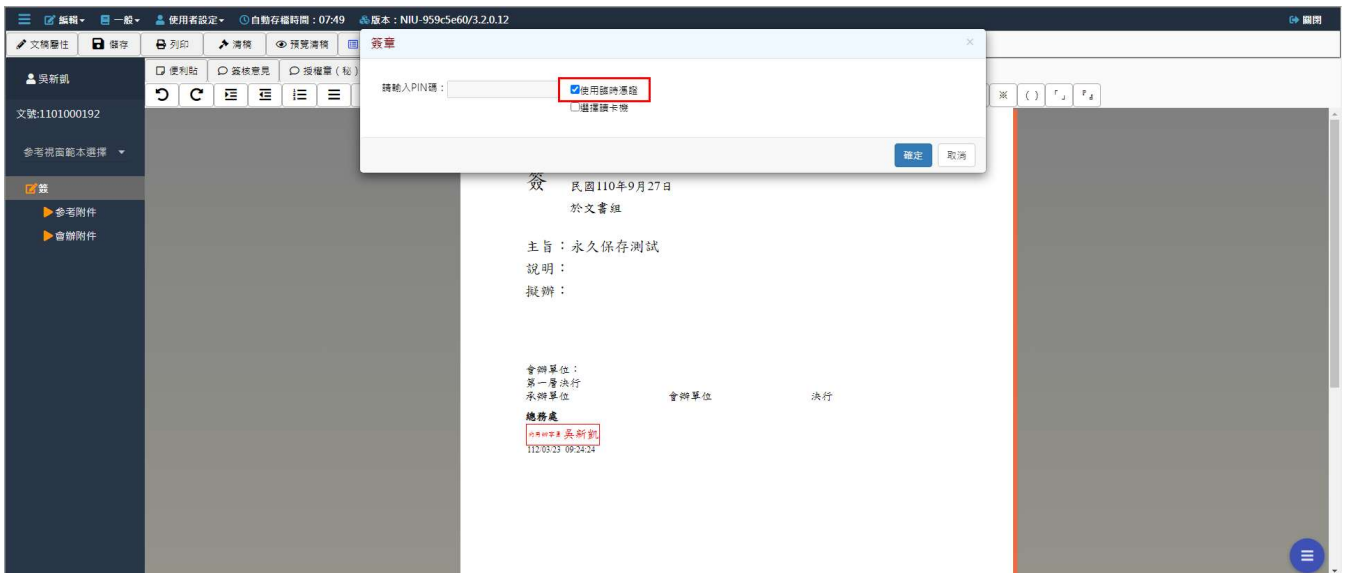 編輯 一般 使用者設定 自動存檔時間：07:49 版本：NIU-959c5e60/3.2.0.12 關閉
文稿屬性 儲存 列印 清稿 預覽清稿
簽章 ×
吳新凱
便利貼 簽核意見 授權章（秘）
請輸入PIN碼： 使用臨時憑證
選擇讀卡機
※ ( ) 「」 『』
文號:1101000192
參考視窗範本選擇
確定 取消
簽
參考附件
會辦附件
簽 民國110年9月27日
於文書組
主旨：永久保存測試
說明：
擬辦：
會辦單位：
第一層決行
承辦單位 會辦單位 決行
總務處
吳新凱
112/03/23 09:24:24